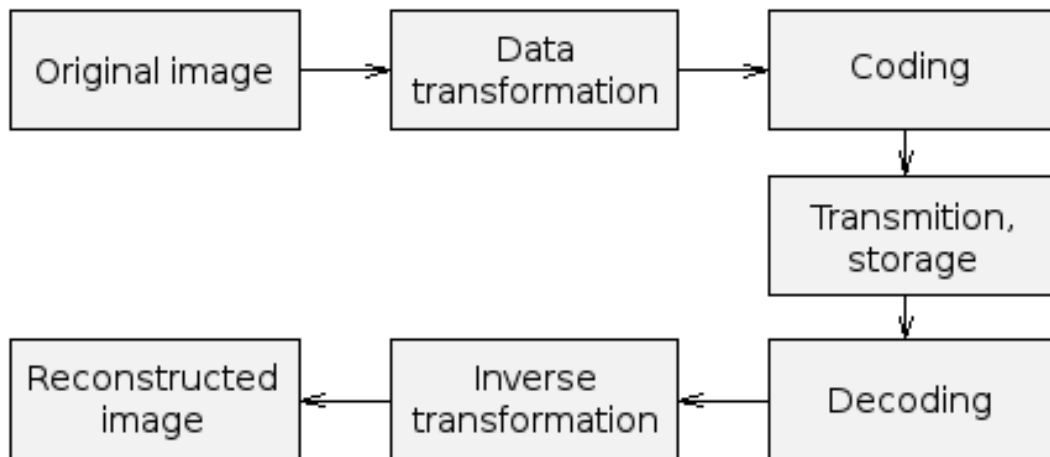 Original image
Data
transformation
Coding
Transmition,
storage
Decoding
Inverse
transformation
Reconstructed
image